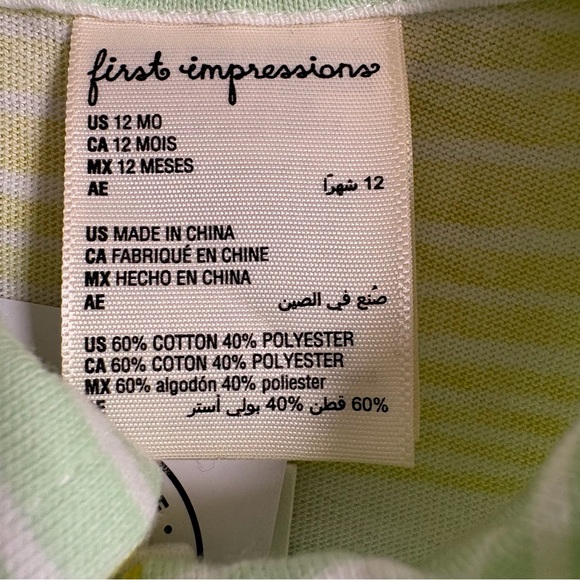 first impressions
US 12 MO
CA 12 MOIS
MX 12 MESES
AE 12 شهرًا
US MADE IN CHINA
CA FABRIQUÉ EN CHINE
MX HECHO EN CHINA
AE صُنع في الصين
US 60% COTTON 40% POLYESTER
CA 60% COTON 40% POLYESTER
MX 60% algodón 40% poliester
60% قطن 40% بولي أستر